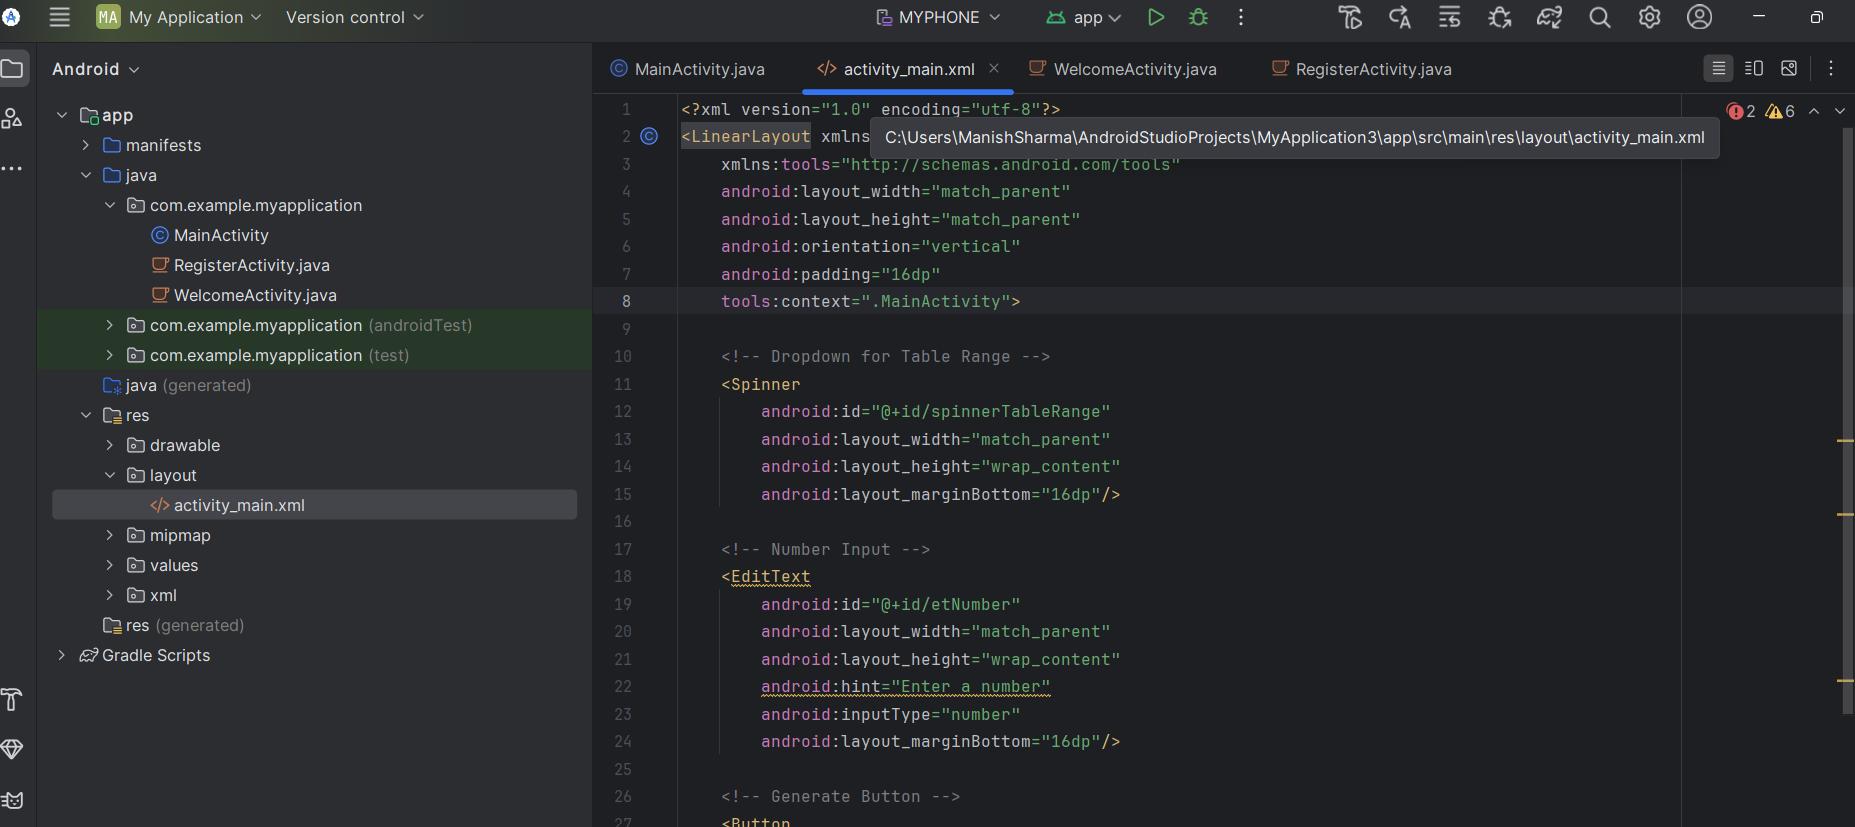 MA My Application Version control MYPHONE app
Android
MainActivity.java activity_main.xml WelcomeActivity.java RegisterActivity.java
app
manifests
java
com.example.myapplication
MainActivity
RegisterActivity.java
WelcomeActivity.java
com.example.myapplication (androidTest)
com.example.myapplication (test)
java (generated)
res
drawable
layout
activity_main.xml
mipmap
values
xml
res (generated)
Gradle Scripts
2 6
1 <?xml version="1.0" encoding="utf-8"?>
2 <LinearLayout xmlns
C:\Users\ManishSharma\AndroidStudioProjects\MyApplication3\app\src\main\res\layout\activity_main.xml
3 xmlns:tools="http://schemas.android.com/tools"
4 android:layout_width="match_parent"
5 android:layout_height="match_parent"
6 android:orientation="vertical"
7 android:padding="16dp"
8 tools:context=".MainActivity">
9
10 <!-- Dropdown for Table Range -->
11 <Spinner
12 android:id="@+id/spinnerTableRange"
13 android:layout_width="match_parent"
14 android:layout_height="wrap_content"
15 android:layout_marginBottom="16dp"/>
16
17 <!-- Number Input -->
18 <EditText
19 android:id="@+id/etNumber"
20 android:layout_width="match_parent"
21 android:layout_height="wrap_content"
22 android:hint="Enter a number"
23 android:inputType="number"
24 android:layout_marginBottom="16dp"/>
25
26 <!-- Generate Button -->
27 <Button